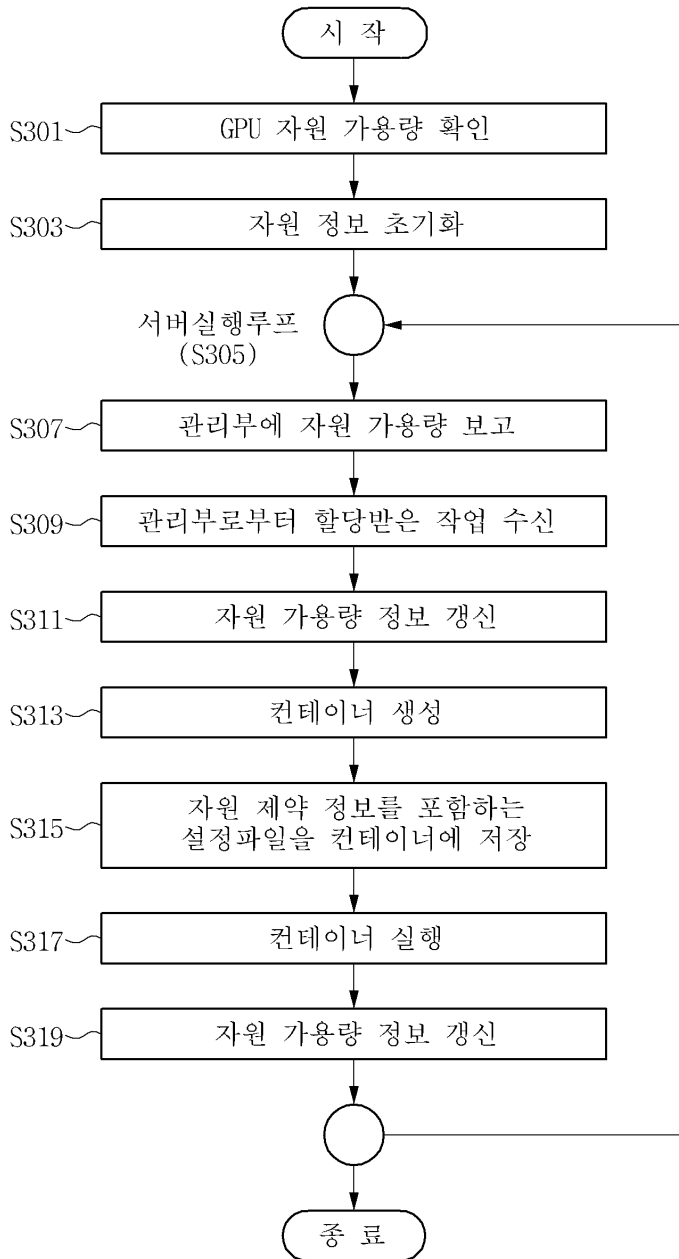 시 작
S301
GPU 자원 가용량 확인
S303
자원 정보 초기화
서버실행루프
(S305)
S307
관리부에 자원 가용량 보고
S309
관리부로부터 할당받은 작업 수신
S311
자원 가용량 정보 갱신
S313
컨테이너 생성
S315
자원 제약 정보를 포함하는
설정파일을 컨테이너에 저장
S317
컨테이너 실행
S319
자원 가용량 정보 갱신
종 료